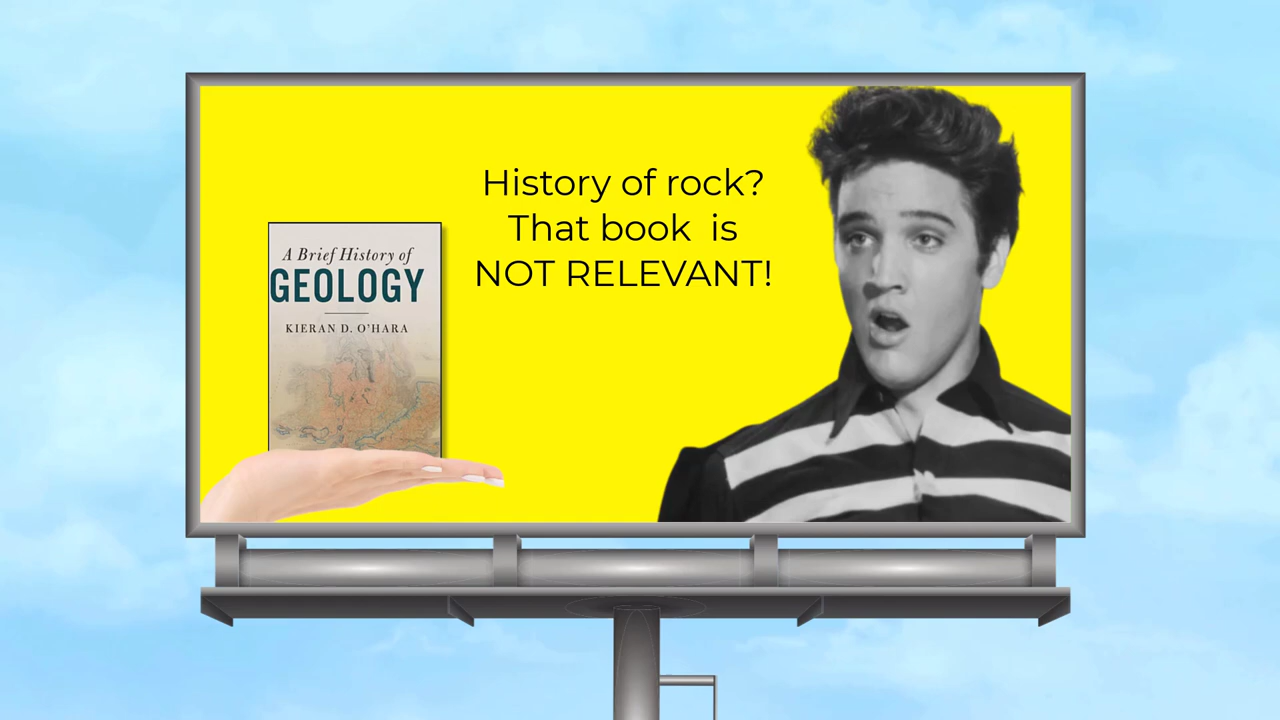 A Brief History of
GEOLOGY
KIERAN D. O'HARA
History of rock?
That book  is
NOT RELEVANT!